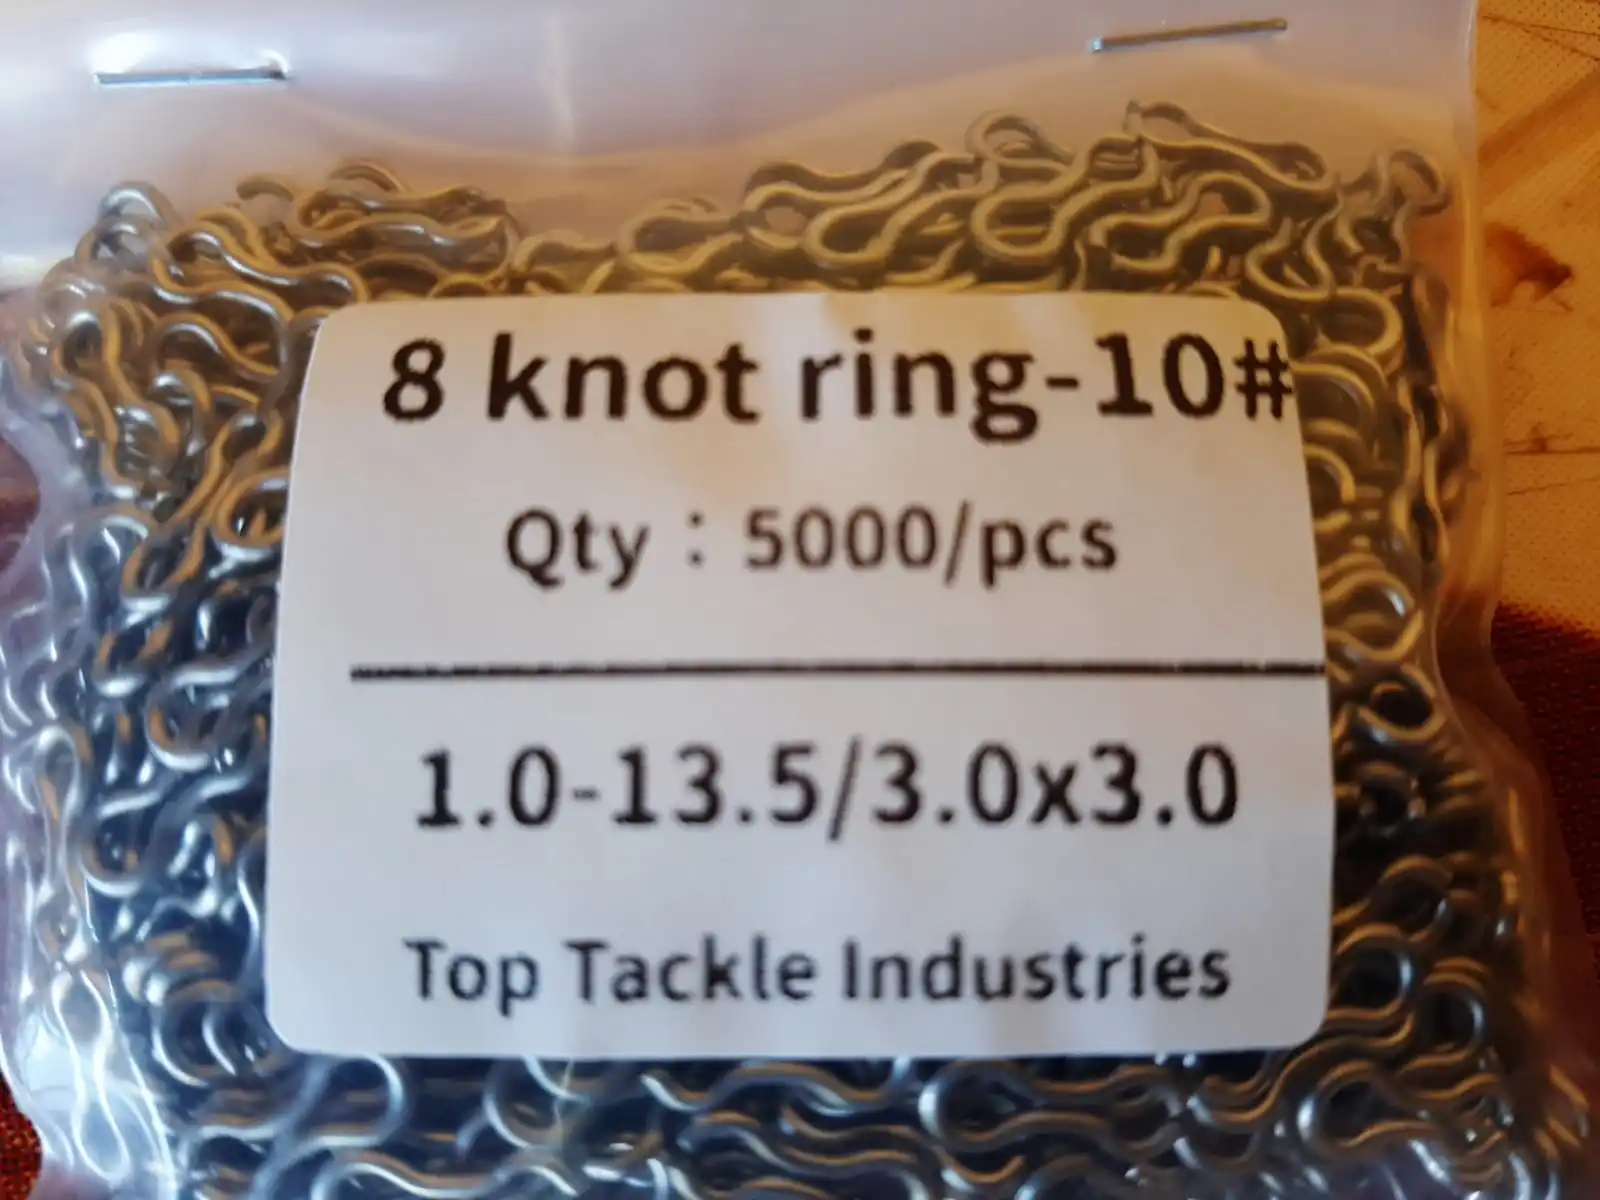 8 knot ring-10#
Qty：5000/pcs
1.0-13.5/3.0x3.0
Top Tackle Industries